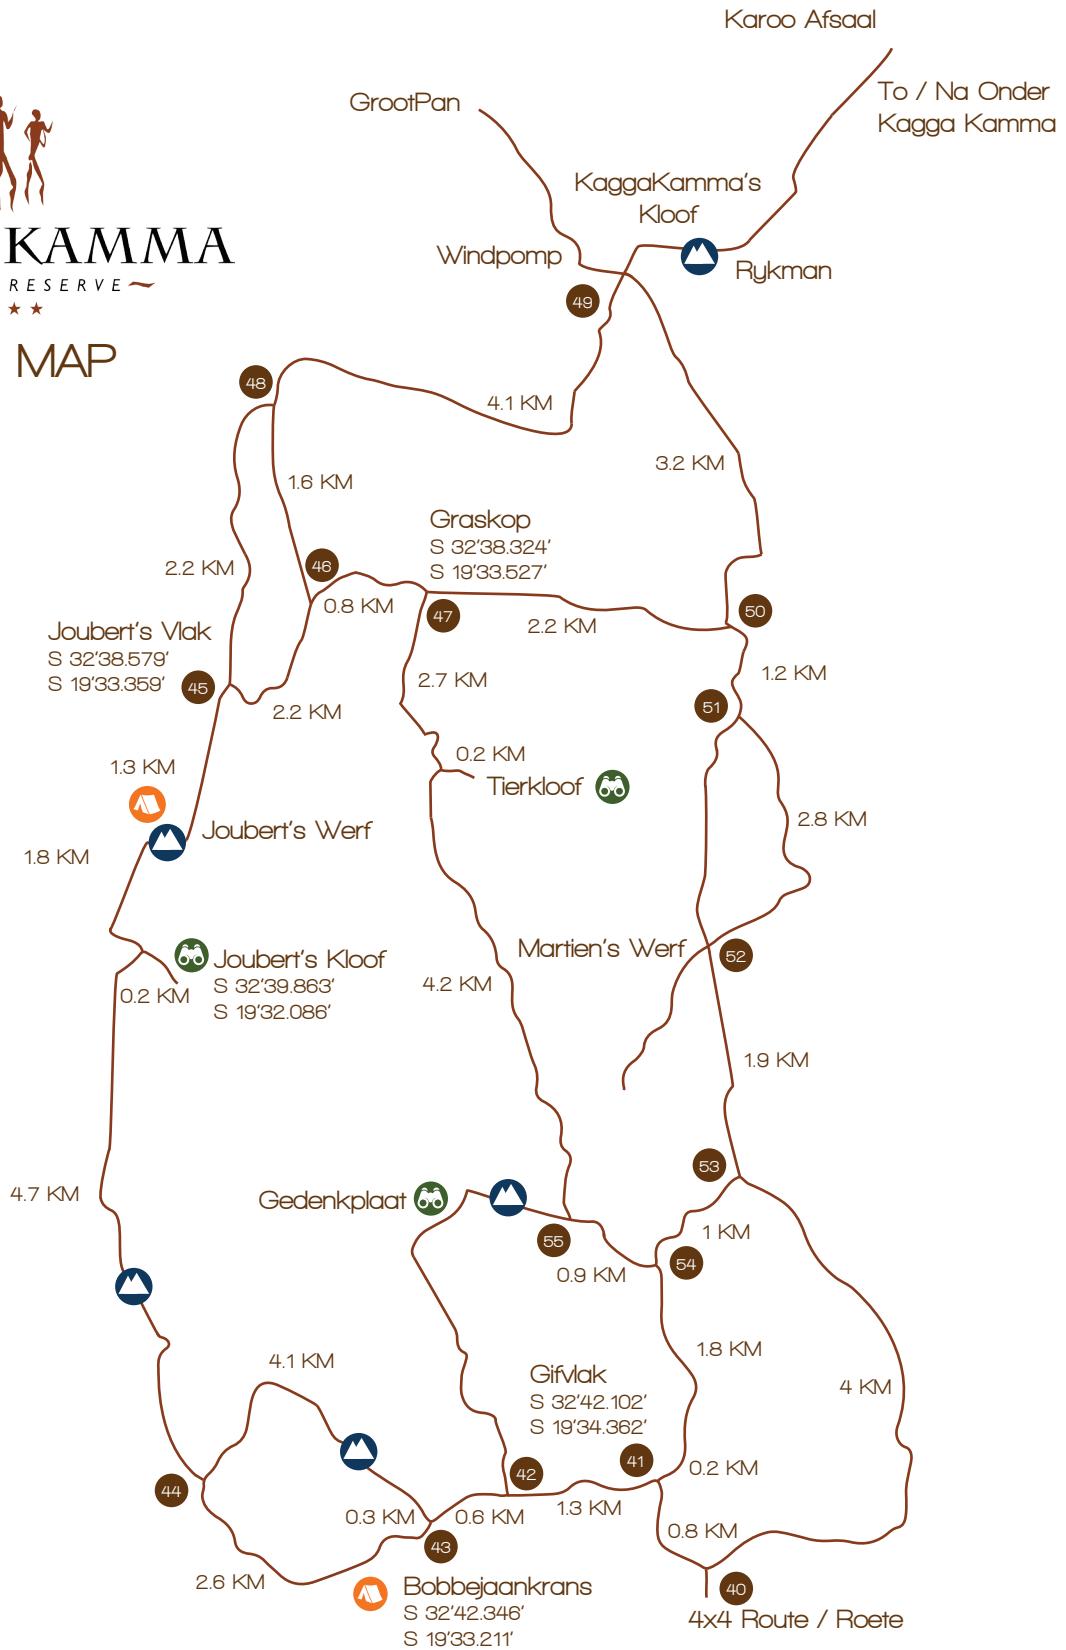 Karoo Afsaal
To / Na Onder
Kagga Kamma
GrootPan
KaggaKamma's
Kloof
Windpomp
Rykman
KAMMA
RESERVE
MAP
49
48
4.1 KM
3.2 KM
1.6 KM
Graskop
S 32'38.324'
S 19'33.527'
46
2.2 KM
0.8 KM
47
2.2 KM
50
Joubert's Vlak
S 32'38.579'
S 19'33.359'
45
2.7 KM
1.2 KM
2.2 KM
51
0.2 KM
1.3 KM
Tierkloof
2.8 KM
Joubert's Werf
1.8 KM
Martien's Werf
52
Joubert's Kloof
S 32'39.863'
S 19'32.086'
0.2 KM
4.2 KM
1.9 KM
53
4.7 KM
Gedenkplaat
55
1 KM
54
0.9 KM
1.8 KM
4.1 KM
Gifvlak
S 32'42.102'
S 19'34.362'
4 KM
41
0.2 KM
42
44
1.3 KM
0.3 KM
0.6 KM
0.8 KM
43
2.6 KM
Bobbejaankrans
S 32'42.346'
S 19'33.211'
40
4x4 Route / Roete